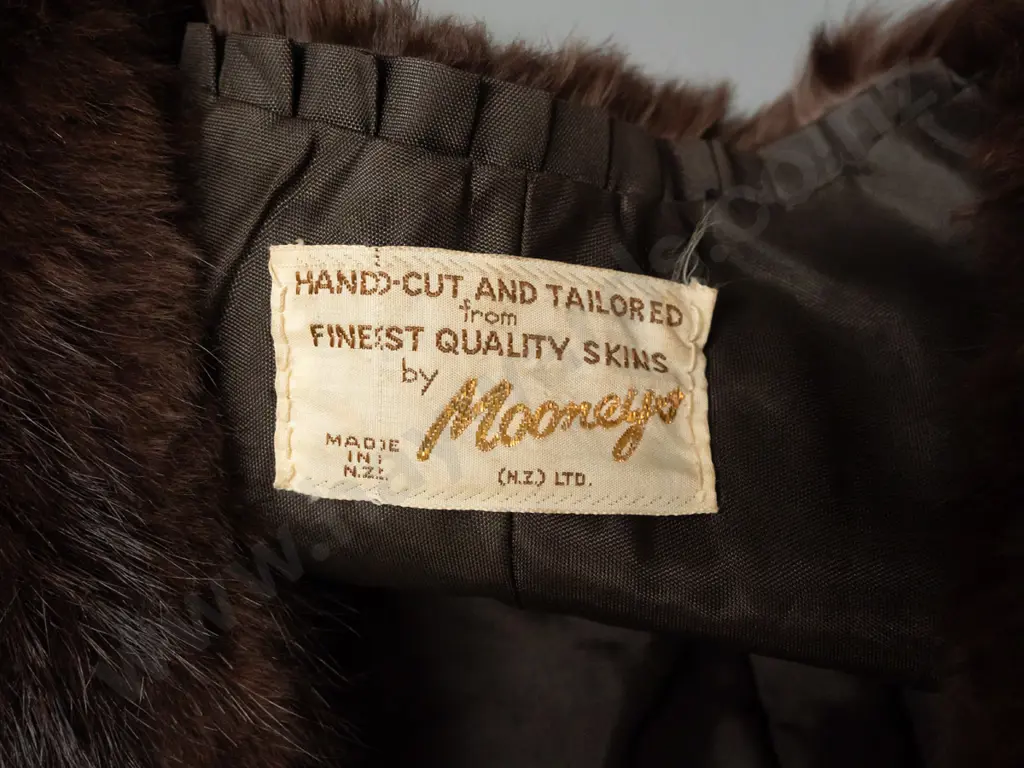 HAND-CUT AND TAILORED
from
FINEST QUALITY SKINS
by Mooneys
MADE
IN
N.Z.
(N.Z.) LTD.